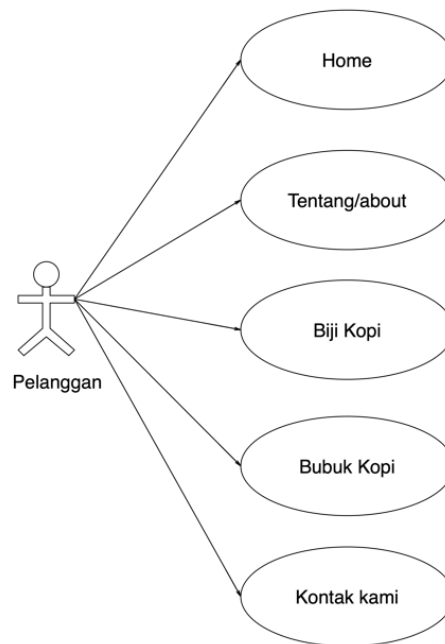 Home
Tentang/about
Biji Kopi
Pelanggan
Bubuk Kopi
Kontak kami